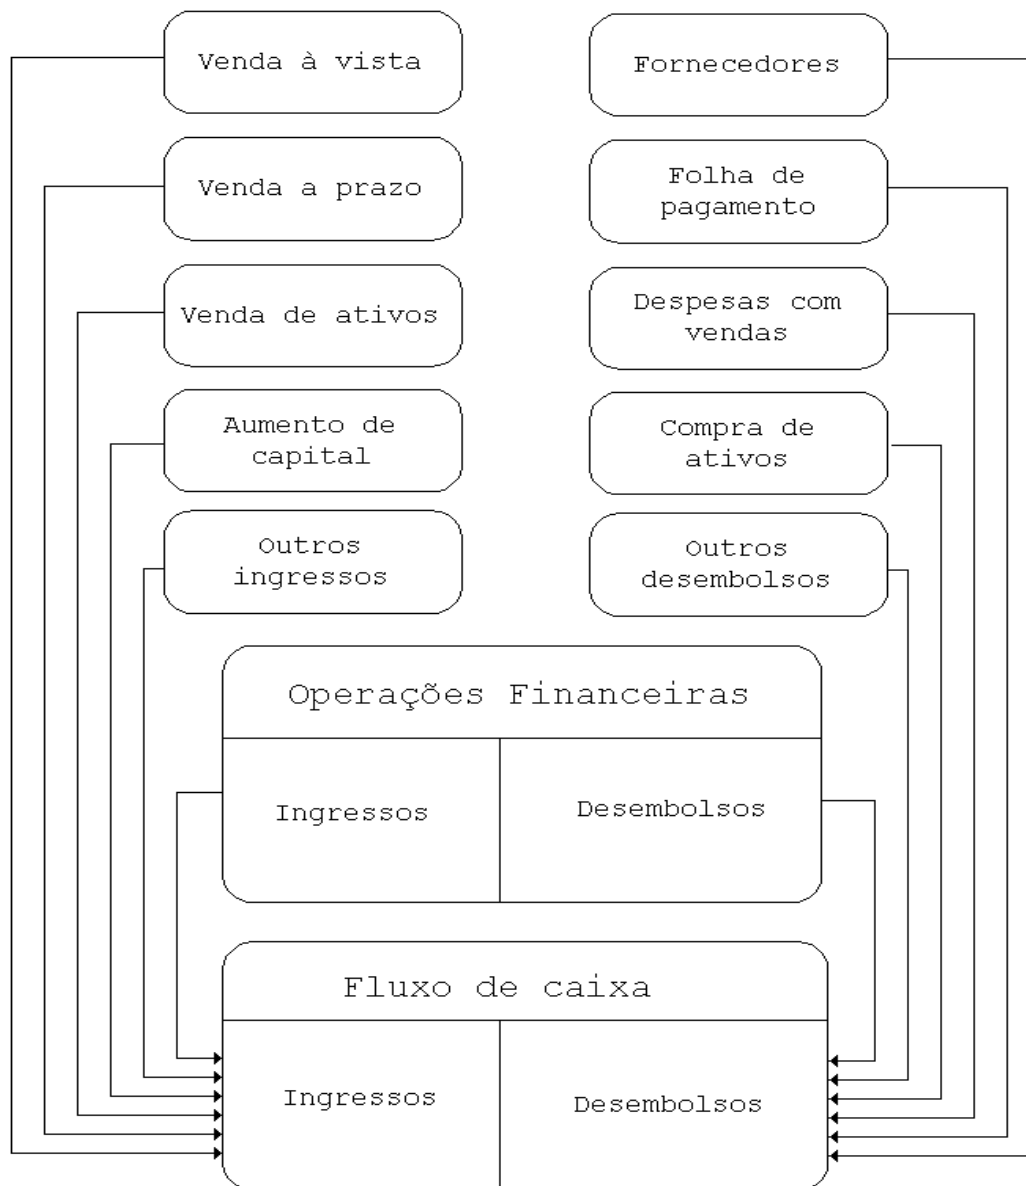 Venda à vista
Fornecedores
Venda a prazo
Folha de
pagamento
Venda de ativos
Despesas com
vendas
Aumento de
capital
Compra de
ativos
Outros
ingressos
Outros
desembolsos
Operações Financeiras
Ingressos
Desembolsos
Fluxo de caixa
Ingressos
Desembolsos